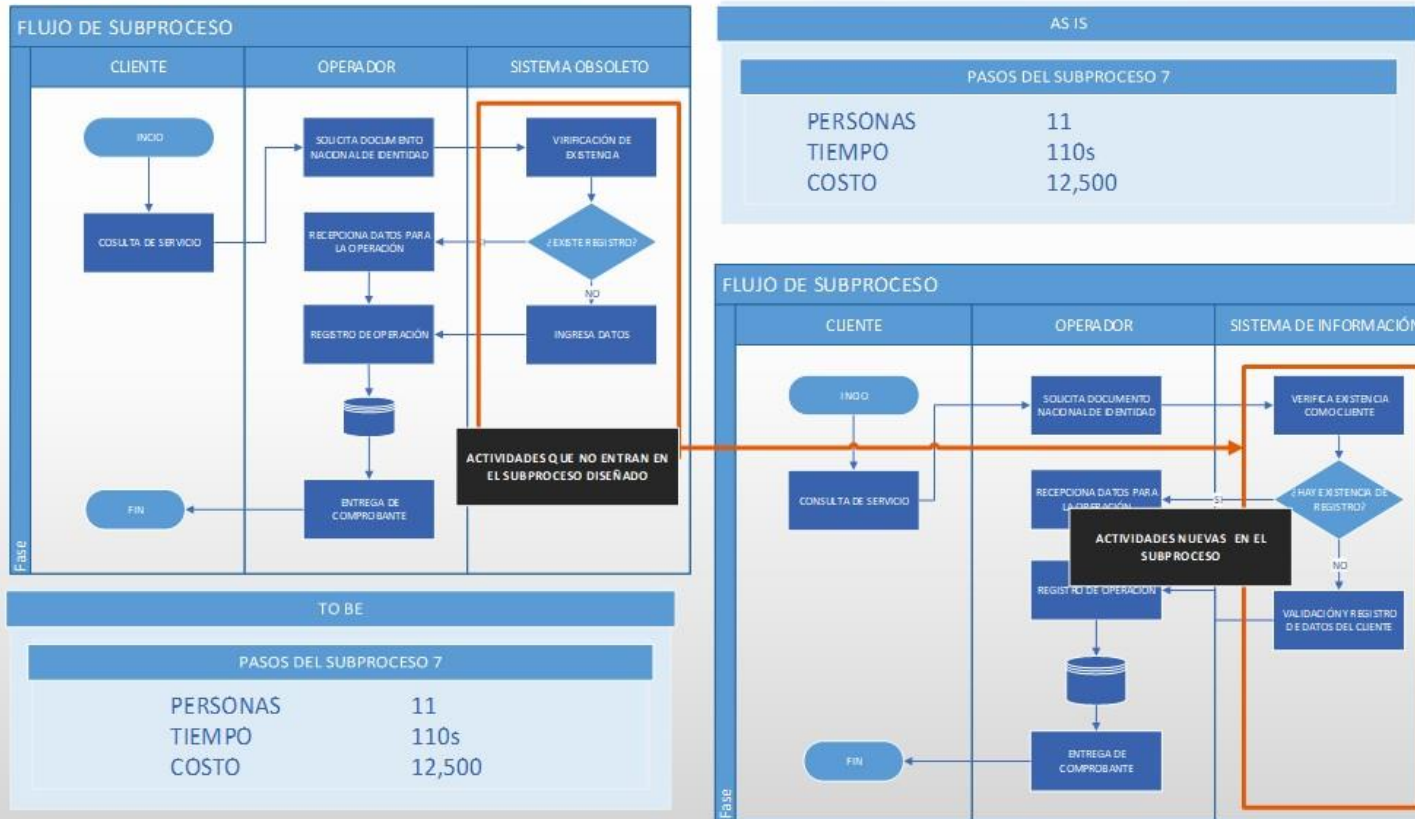 FLUJO DE SUBPROCESO
CLIENTE
OPERADOR
SISTEMA OBSOLETO
INCIO
SOLICITA DOCUMENTO
NACIONAL DE IDENTIDAD
VIRIFICACIÓN DE
EXISTENCIA
COSULTA DE SERVICIO
RECEPCIONA DATOS PARA
LA OPERACIÓN
SI
¿EXISTE REGISTRO?
NO
REGISTRO DE OPERACIÓN
INGRESA DATOS
ACTIVIDADES QUE NO ENTRAN EN
EL SUBPROCESO DISEÑADO
FIN
ENTREGA DE
COMPROBANTE
Fase
AS IS
PASOS DEL SUBPROCESO 7
PERSONAS 11
TIEMPO 110s
COSTO 12,500
TO BE
PASOS DEL SUBPROCESO 7
PERSONAS 11
TIEMPO 110s
COSTO 12,500
FLUJO DE SUBPROCESO
CLIENTE
OPERADOR
SISTEMA DE INFORMACIÓN
INCIO
SOLICITA DOCUMENTO
NACIONAL DE IDENTIDAD
VERIFICA EXISTENCIA
COMO CLIENTE
CONSULTA DE SERVICIO
RECEPCIONA DATOS PARA
LA OPERACIÓN
SI
¿HAY EXISTENCIA DE
REGISTRO?
ACTIVIDADES NUEVAS EN EL
SUBPROCESO
NO
REGISTRO DE OPERACIÓN
VALIDACIÓN Y REGISTRO
DE DATOS DEL CLIENTE
FIN
ENTREGA DE
COMPROBANTE
Fase